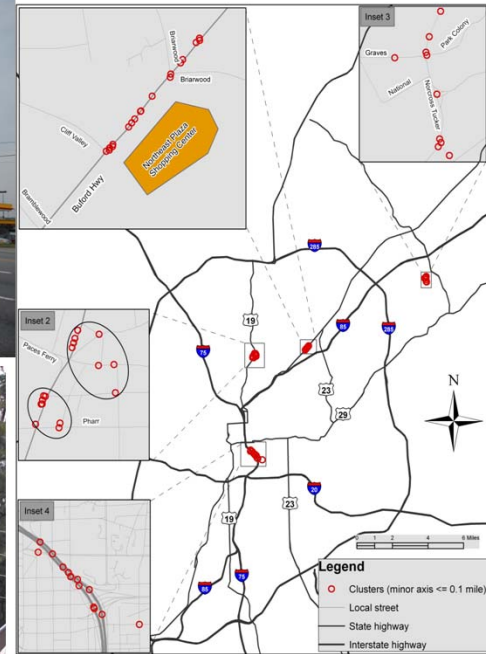 Briarwood
Briarwood
Cliff Valley
Bramblewood
Buford Hwy
Northeast Plaza
Shopping Center
Inset 3
Graves
Park Colony
National
Norcross Tucker
Inset 2
Paces Ferry
Pharr
Inset 4
285
19
75
85
285
23
29
N
20
19
23
75
85
0 1 2 4 6 Miles
Legend
Clusters (minor axis <= 0.1 mile)
Local street
State highway
Interstate highway